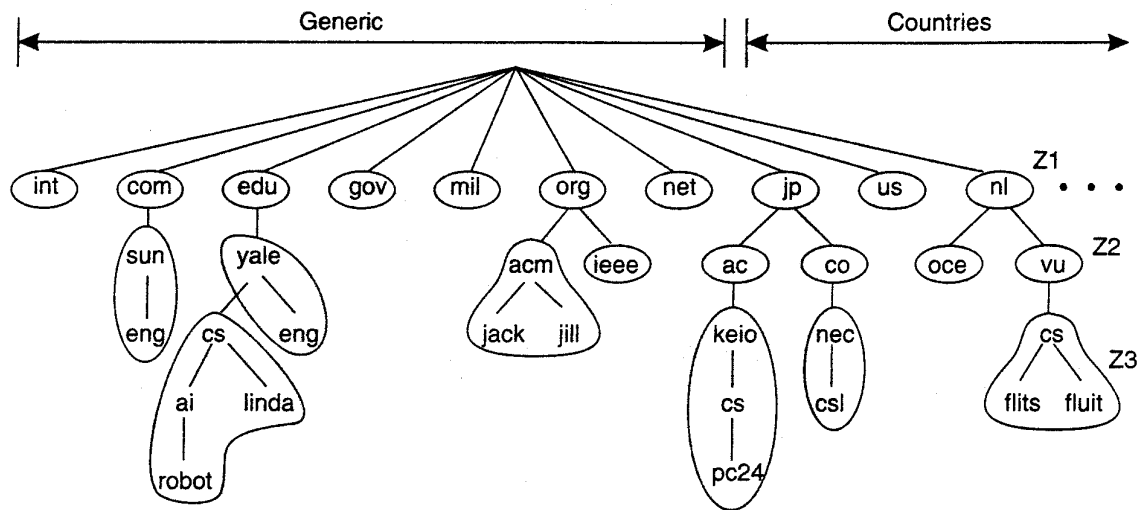 Generic Countries
Z1
int com edu gov mil org net jp us nl
Z2
sun yale acm ieee ac co oce vu
eng cs eng jack jill keio nec cs
Z3
ai linda cs csl flits fluit
robot pc24